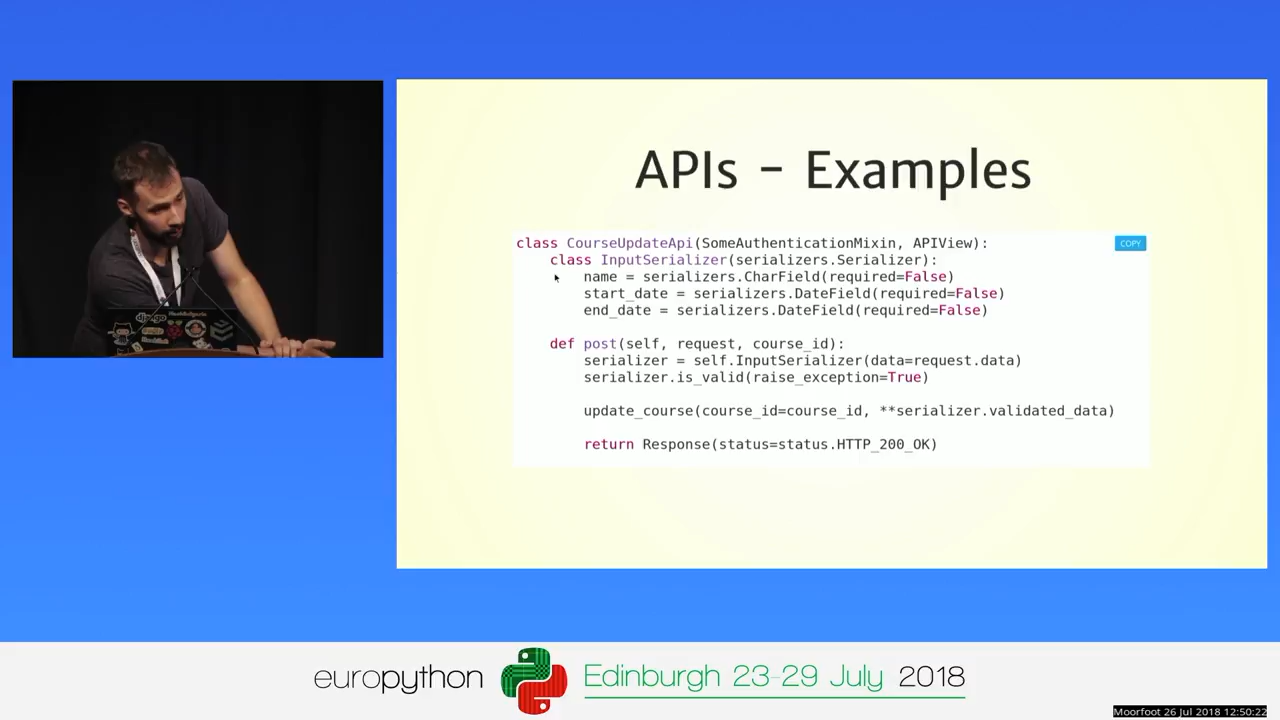 APIs - Examples
class CourseUpdateApi(SomeAuthenticationMixin, APIView):
COPY
class InputSerializer(serializers.Serializer):
name = serializers.CharField(required=False)
start_date = serializers.DateField(required=False)
end_date = serializers.DateField(required=False)
def post(self, request, course_id):
serializer = self.InputSerializer(data=request.data)
serializer.is_valid(raise_exception=True)
update_course(course_id=course_id, **serializer.validated_data)
return Response(status=status.HTTP_200_OK)
django
HackBulgaria
europython
Edinburgh 23-29 July 2018
Moorfoot 26 Jul 2018 12:50:22